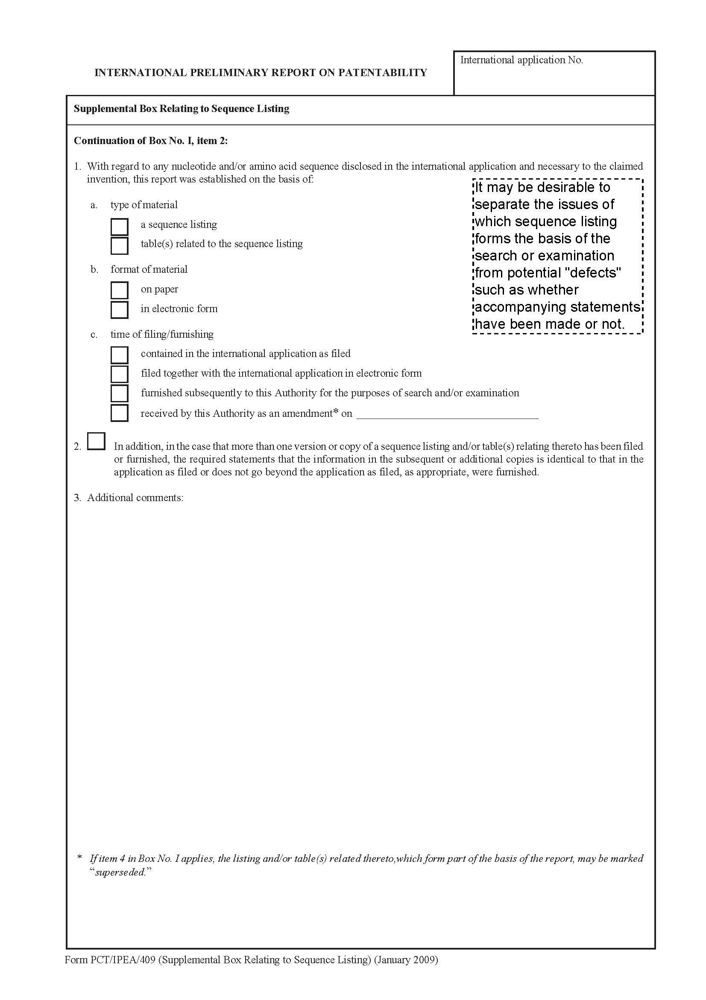 International application No.
INTERNATIONAL PRELIMINARY REPORT ON PATENTABILITY
Supplemental Box Relating to Sequence Listing
Continuation of Box No. I, item 2:
1. With regard to any nucleotide and/or amino acid sequence disclosed in the international application and necessary to the claimed
invention, this report was established on the basis of:
It may be desirable to
separate the issues of
which sequence listing
forms the basis of the
search or examination
from potential "defects"
such as whether
accompanying statements
have been made or not.
a. type of material
a sequence listing
table(s) related to the sequence listing
b. format of material
on paper
in electronic form
c. time of filing/furnishing
contained in the international application as filed
filed together with the international application in electronic form
furnished subsequently to this Authority for the purposes of search and/or examination
received by this Authority as an amendment* on
2. In addition, in the case that more than one version or copy of a sequence listing and/or table(s) relating thereto has been filed
or furnished, the required statements that the information in the subsequent or additional copies is identical to that in the
application as filed or does not go beyond the application as filed, as appropriate, were furnished.
3. Additional comments:
* If item 4 in Box No. I applies, the listing and/or table(s) related thereto,which form part of the basis of the report, may be marked
“superseded.”
Form PCT/IPEA/409 (Supplemental Box Relating to Sequence Listing) (January 2009)